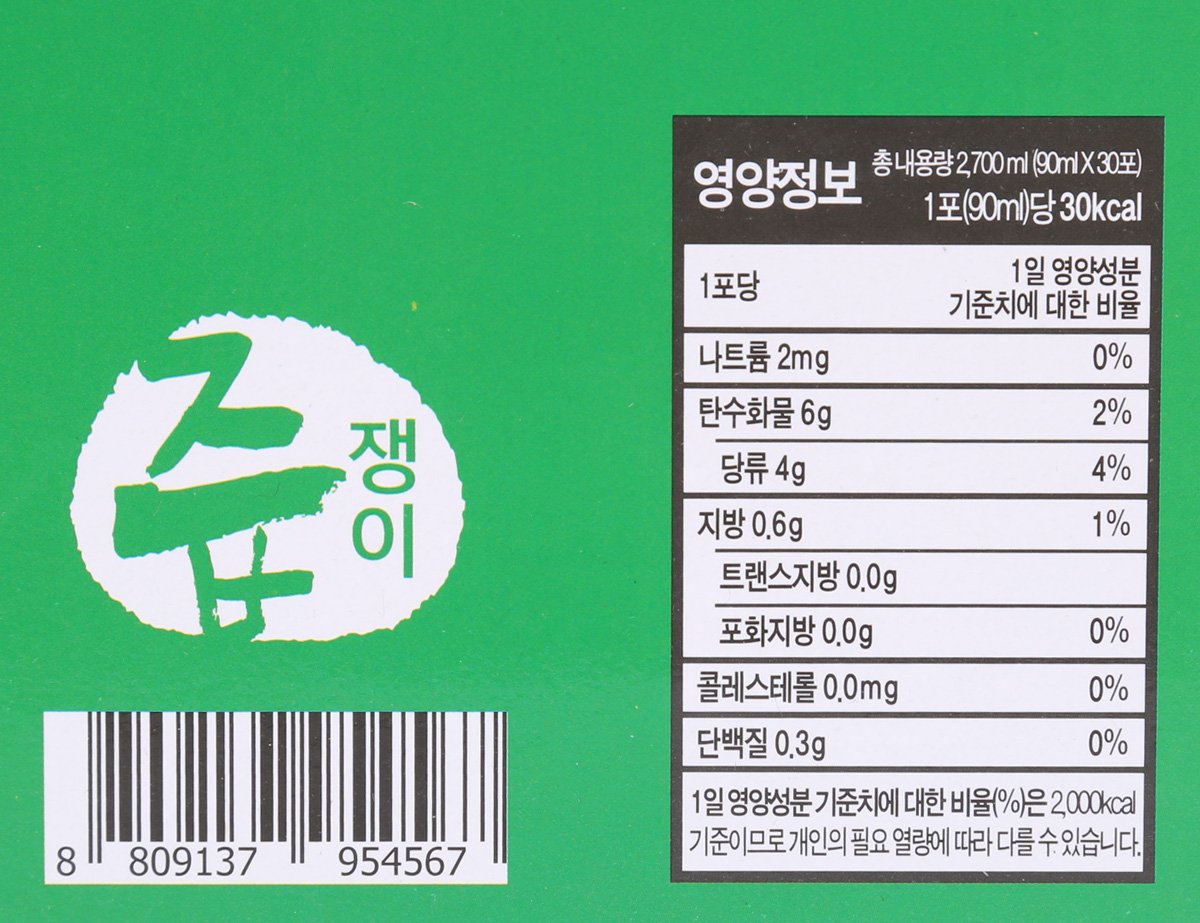 즙
쟁
이
8 809137 954567
영양정보
총 내용량 2,700 ml (90ml X 30포)
1포(90ml)당 30kcal
1포당
1일 영양성분
기준치에 대한 비율
나트륨 2mg 0%
탄수화물 6g 2%
당류 4g 4%
지방 0.6g 1%
트랜스지방 0.0g
포화지방 0.0g 0%
콜레스테롤 0.0mg 0%
단백질 0.3g 0%
1일 영양성분 기준치에 대한 비율(%)은 2,000kcal
기준이므로 개인의 필요 열량에 따라 다를 수 있습니다.